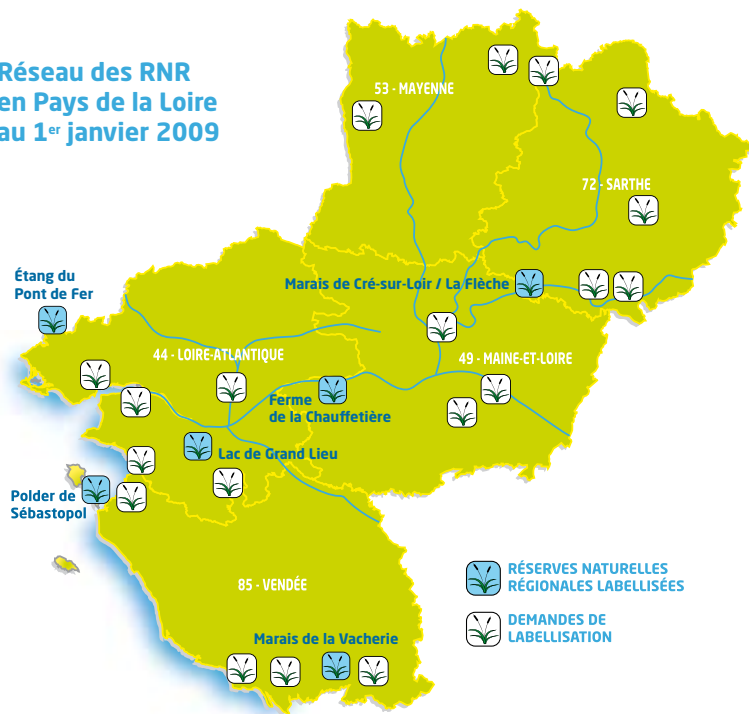 Réseau des RNR
en Pays de la Loire
au 1er janvier 2009
53 - MAYENNE
72 - SARTHE
Étang du
Pont de Fer
Marais de Cré-sur-Loir / La Flèche
44 - LOIRE-ATLANTIQUE
49 - MAINE-ET-LOIRE
Ferme
de la Chauffetière
Lac de Grand Lieu
Polder de
Sébastopol
85 - VENDÉE
Marais de la Vacherie
RÉSERVES NATURELLES
RÉGIONALES LABELLISÉES
DEMANDES DE
LABELLISATION